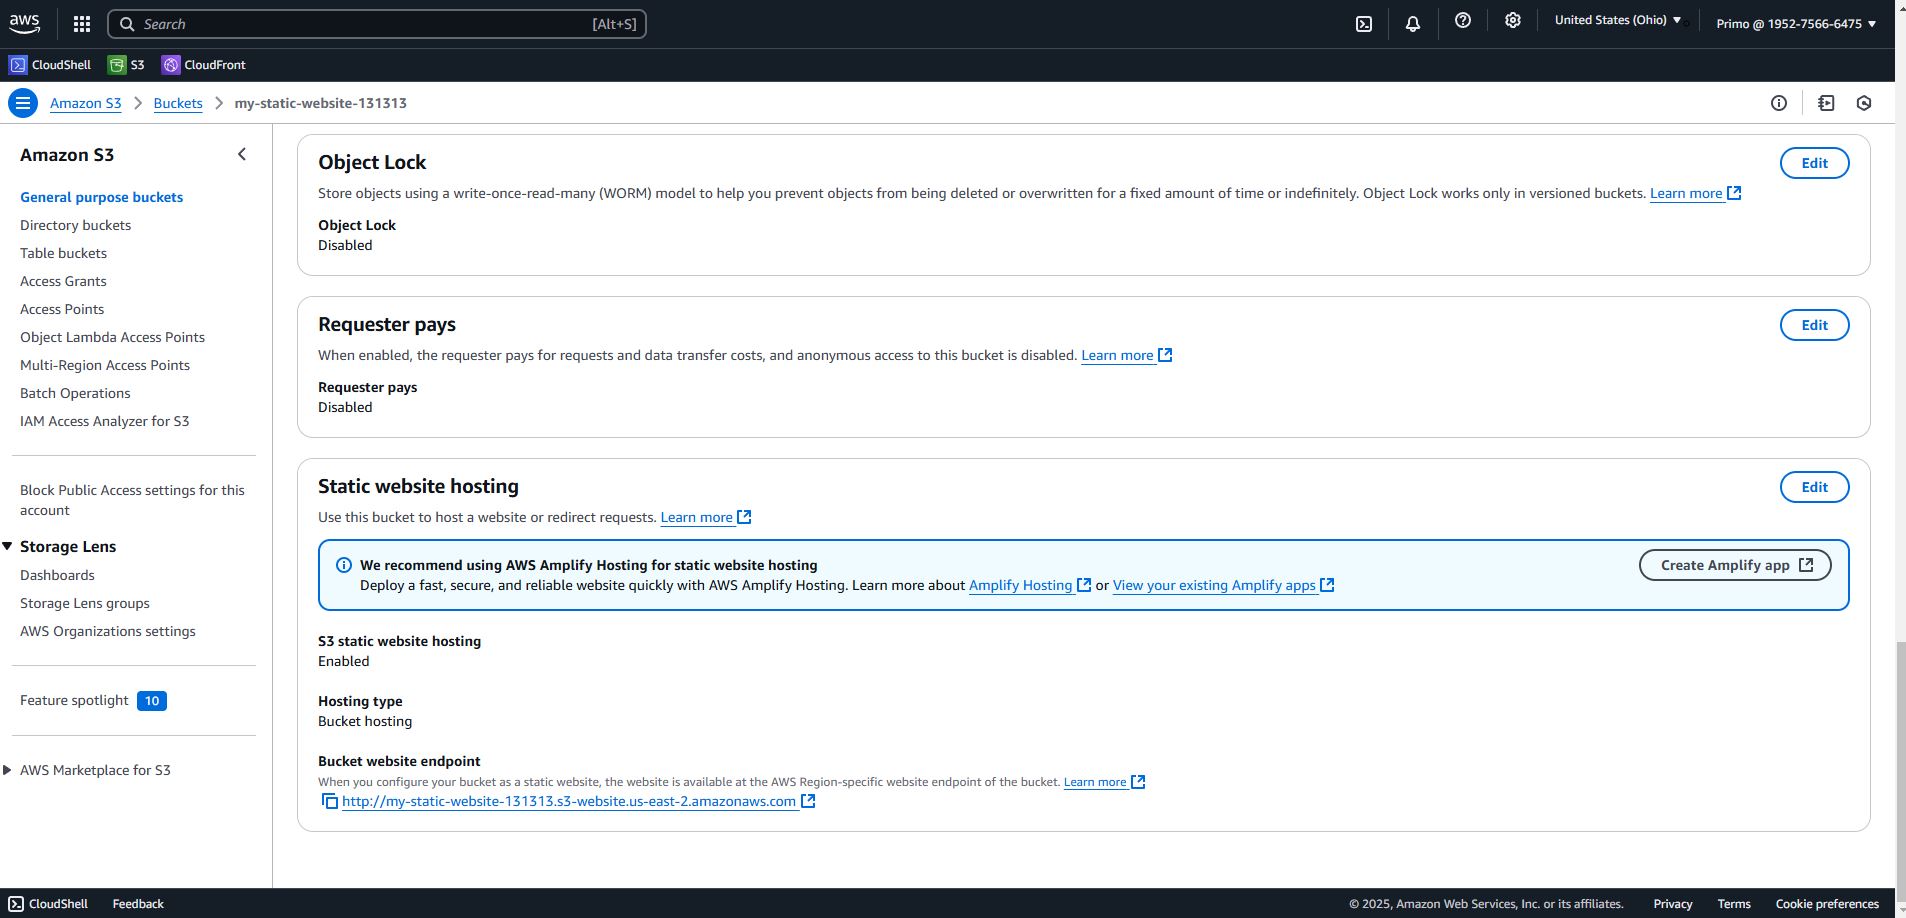 aws
Search
[Alt+S]
United States (Ohio)
Primo @ 1952-7566-6475
CloudShell
S3
CloudFront
Amazon S3
Buckets
my-static-website-131313
Amazon S3
General purpose buckets
Directory buckets
Table buckets
Access Grants
Access Points
Object Lambda Access Points
Multi-Region Access Points
Batch Operations
IAM Access Analyzer for S3
Block Public Access settings for this
account
Storage Lens
Dashboards
Storage Lens groups
AWS Organizations settings
Feature spotlight 10
AWS Marketplace for S3
Object Lock
Edit
Store objects using a write-once-read-many (WORM) model to help you prevent objects from being deleted or overwritten for a fixed amount of time or indefinitely. Object Lock works only in versioned buckets. Learn more
Object Lock
Disabled
Requester pays
Edit
When enabled, the requester pays for requests and data transfer costs, and anonymous access to this bucket is disabled. Learn more
Requester pays
Disabled
Static website hosting
Edit
Use this bucket to host a website or redirect requests. Learn more
We recommend using AWS Amplify Hosting for static website hosting
Deploy a fast, secure, and reliable website quickly with AWS Amplify Hosting. Learn more about Amplify Hosting or View your existing Amplify apps
Create Amplify app
S3 static website hosting
Enabled
Hosting type
Bucket hosting
Bucket website endpoint
When you configure your bucket as a static website, the website is available at the AWS Region-specific website endpoint of the bucket. Learn more
http://my-static-website-131313.s3-website.us-east-2.amazonaws.com
CloudShell
Feedback
© 2025, Amazon Web Services, Inc. or its affiliates.
Privacy
Terms
Cookie preferences